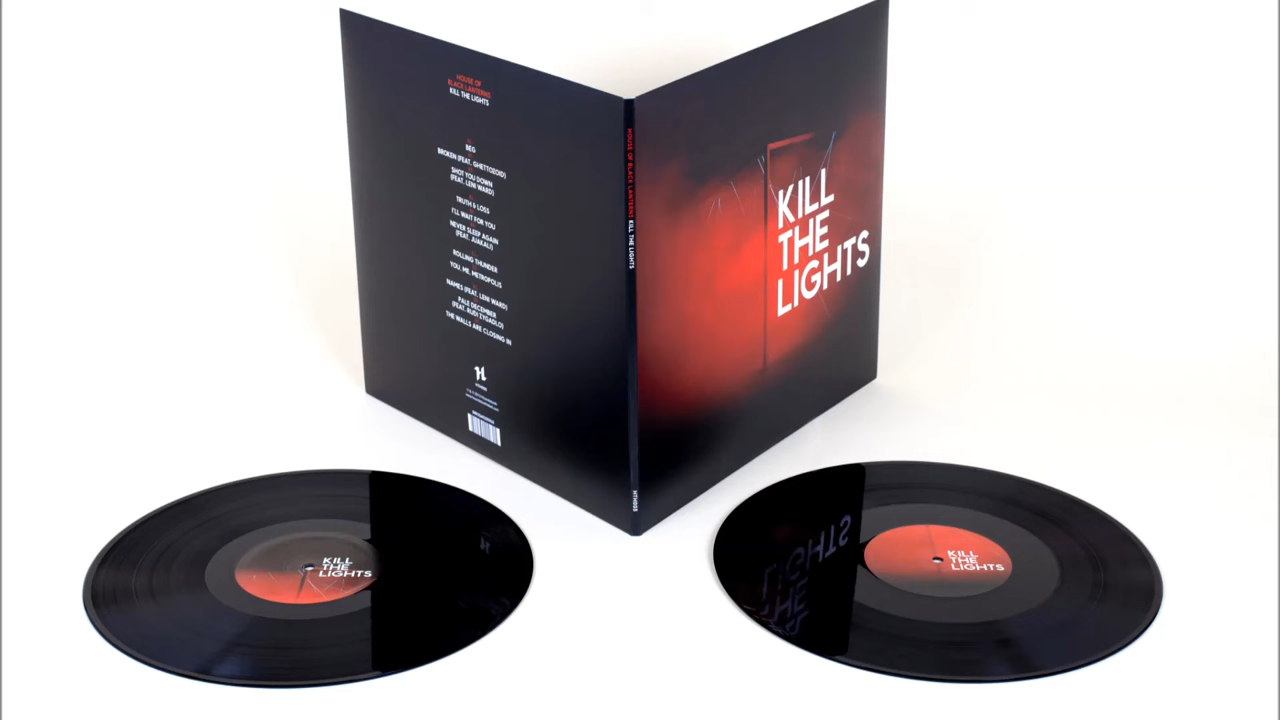 HOUSE OF
BLACK LANTERNS
KILL THE LIGHTS
BEG
BROKEN (FEAT. GHETTOZOID)
SHOT YOU DOWN
(FEAT. LENI WARD)
TRUTH & LOSS
I'LL WAIT FOR YOU
NEVER SLEEP AGAIN
(FEAT. JUAKALI)
ROLLING THUNDER
YOU, ME, METROPOLIS
NAMES (FEAT. LENI WARD)
PALE DECEMBER
(FEAT. RUDI ZYGADLO)
THE WALLS ARE CLOSING IN
H
HOUSE OF BLACK LANTERNS KILL THE LIGHTS
KILL
THE
LIGHTS
KILL
THE
LIGHTS
KILL
THE
LIGHTS